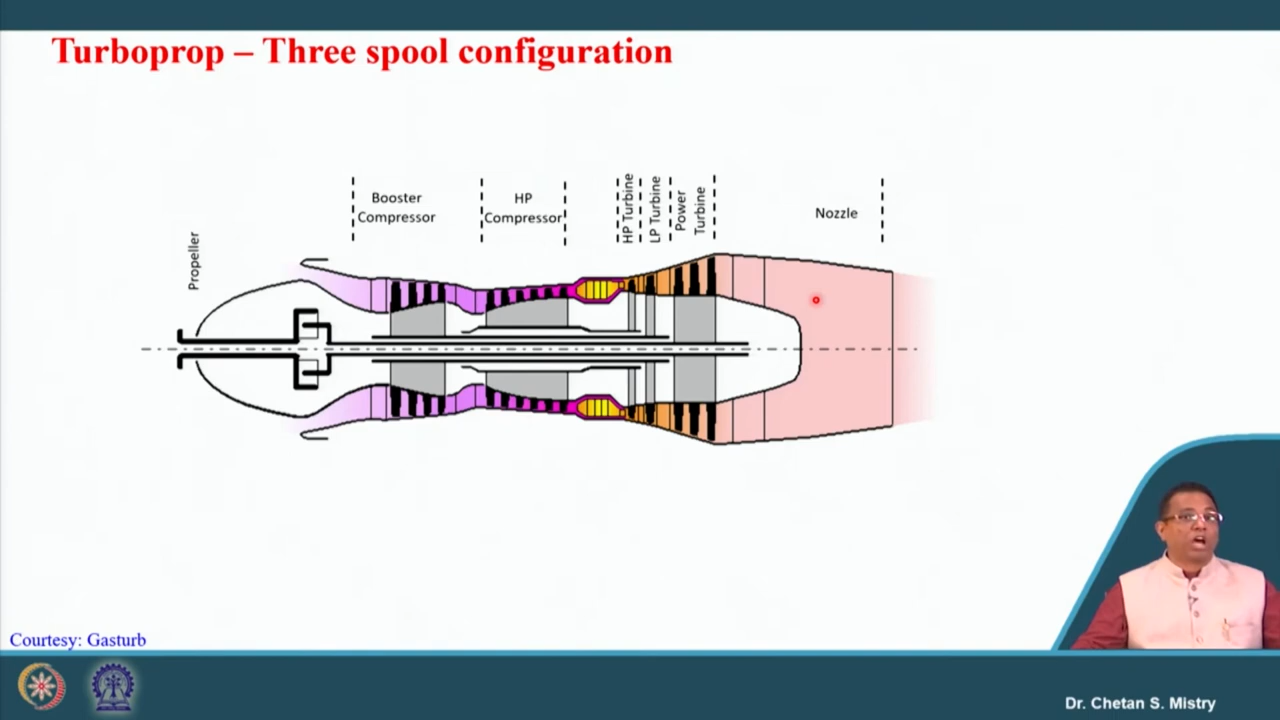 Turboprop – Three spool configuration
Propeller
Booster
Compressor
HP
Compressor
HP Turbine
LP Turbine
Power
Turbine
Nozzle
Courtesy: Gasturb
Dr. Chetan S. Mistry